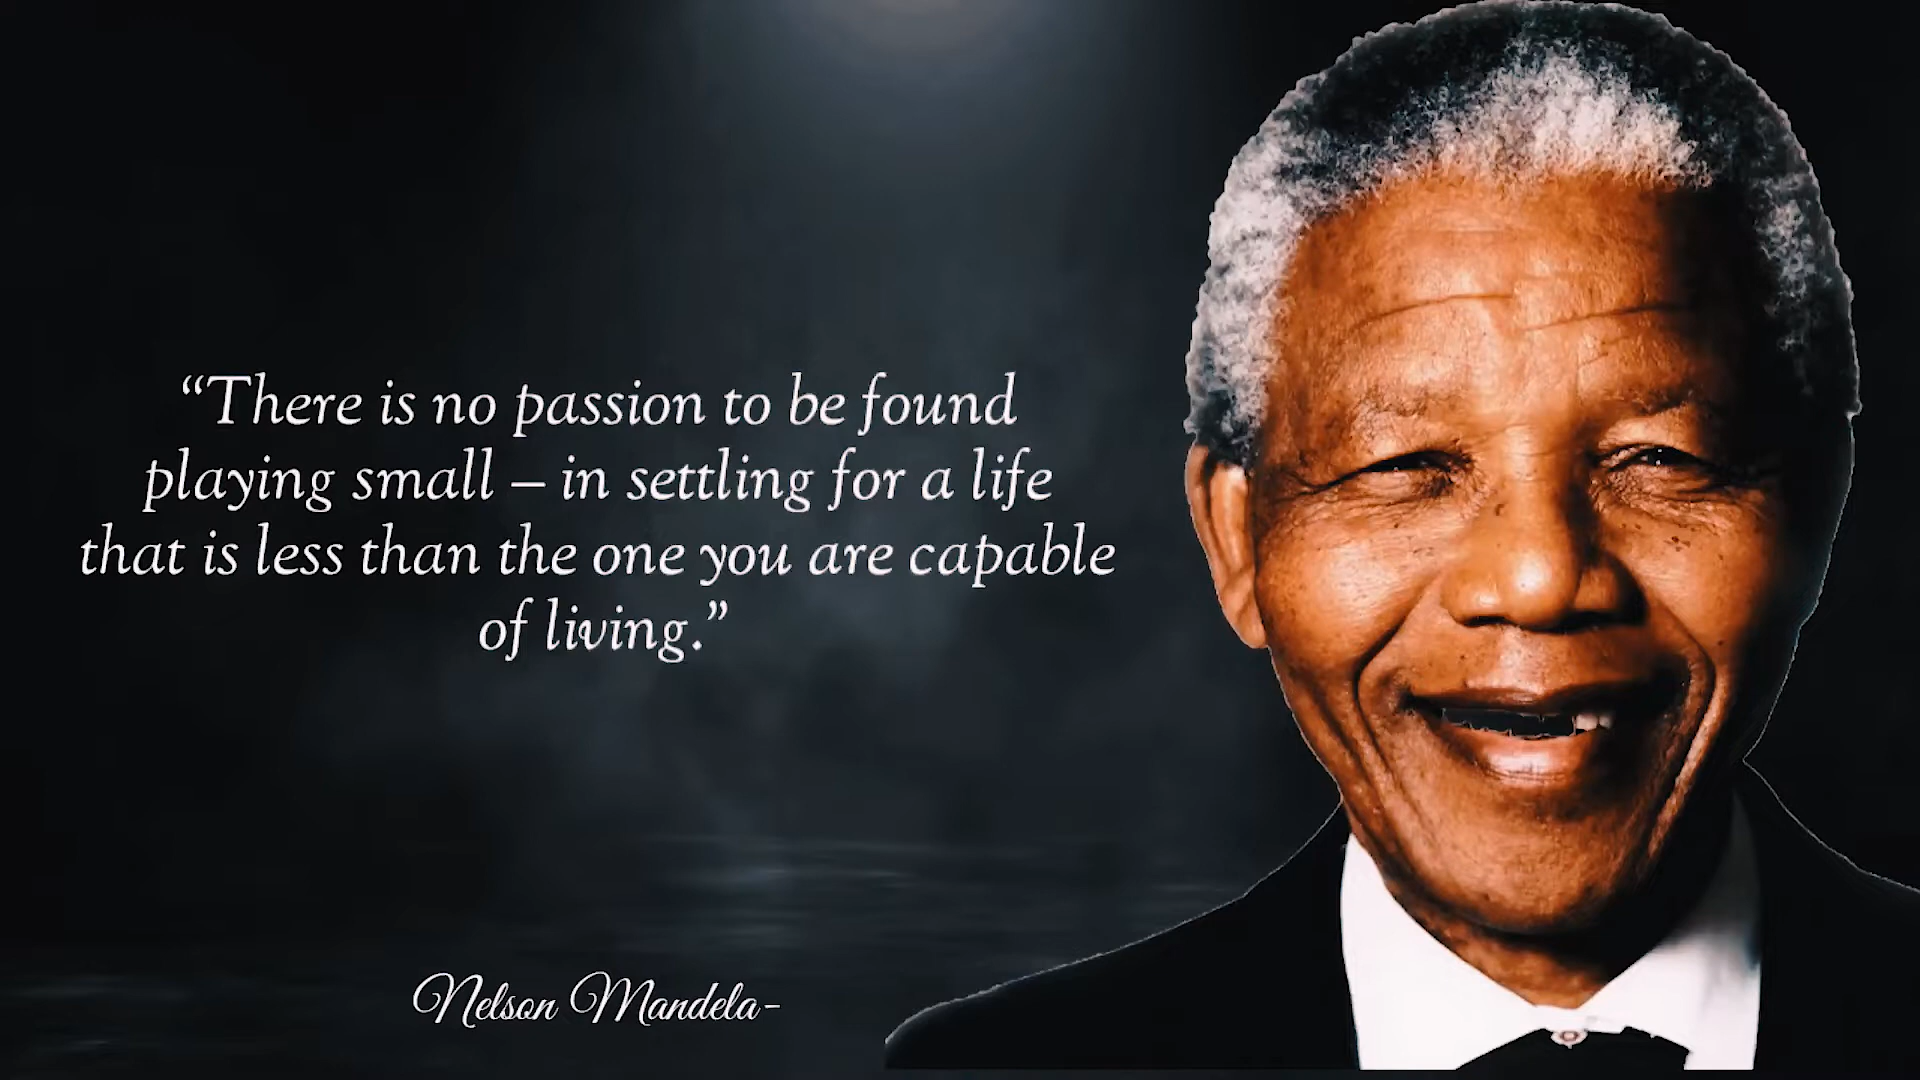 “There is no passion to be found
playing small – in settling for a life
that is less than the one you are capable
of living.”
Nelson Mandela-